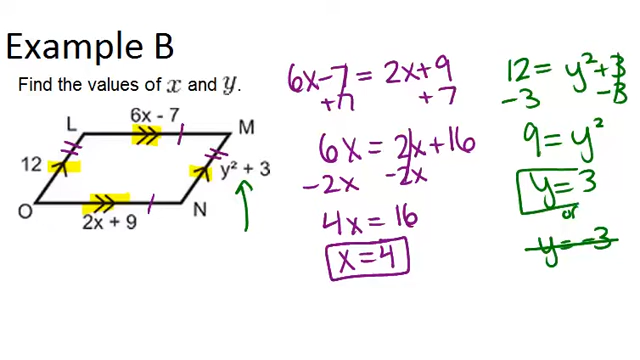 Example B
Find the values of x and y.
L
6x - 7
M
12
y² + 3
O
2x + 9
N
6x-7 = 2x+9
+7 +7
6x = 2x+16
-2x -2x
4x = 16
x = 4
12 = y²+3
-3 -3
9 = y²
y = 3
or
y = -3